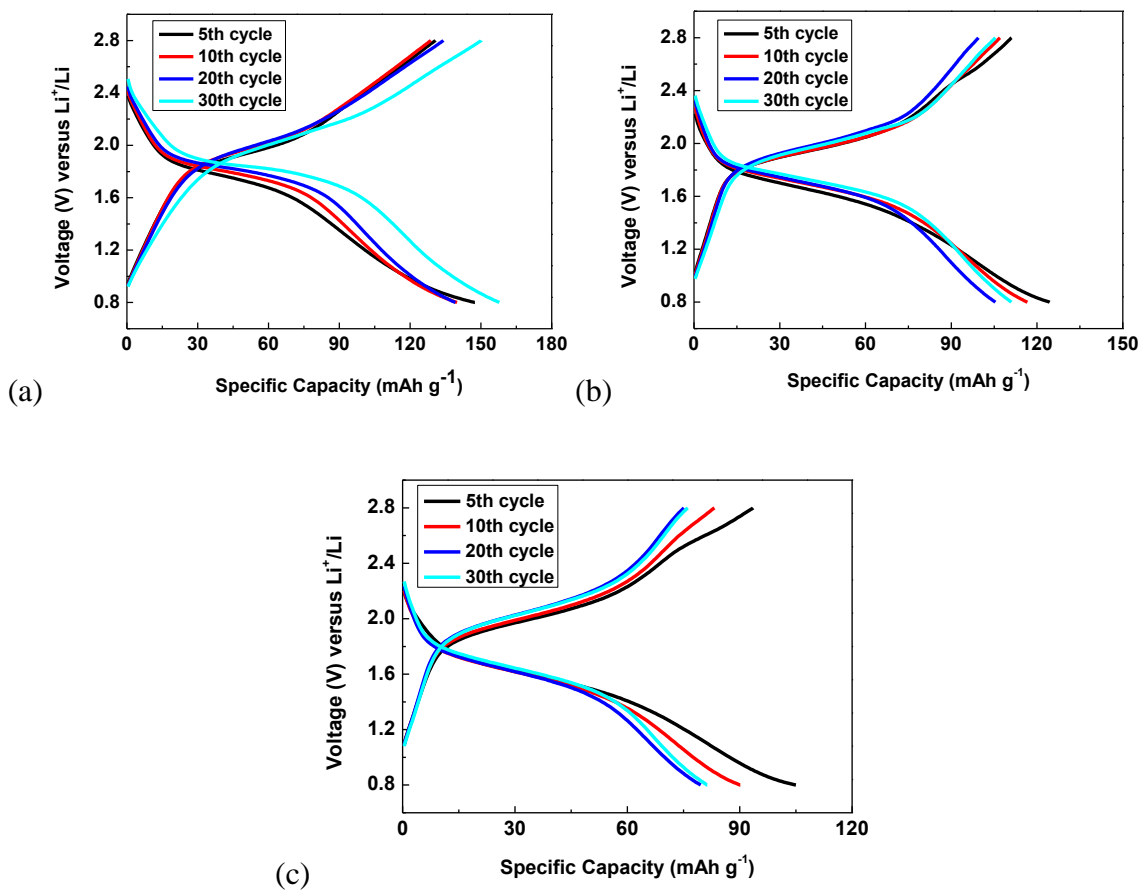 2.8
2.4
2.0
1.6
1.2
0.8
Voltage (V) versus Li⁺/Li
5th cycle
10th cycle
20th cycle
30th cycle
0 30 60 90 120 150 180
Specific Capacity (mAh g⁻¹)
(a)
2.8
2.4
2.0
1.6
1.2
0.8
Voltage (V) versus Li⁺/Li
5th cycle
10th cycle
20th cycle
30th cycle
0 30 60 90 120 150
Specific Capacity (mAh g⁻¹)
(b)
2.8
2.4
2.0
1.6
1.2
0.8
Voltage (V) versus Li⁺/Li
5th cycle
10th cycle
20th cycle
30th cycle
0 30 60 90 120
Specific Capacity (mAh g⁻¹)
(c)